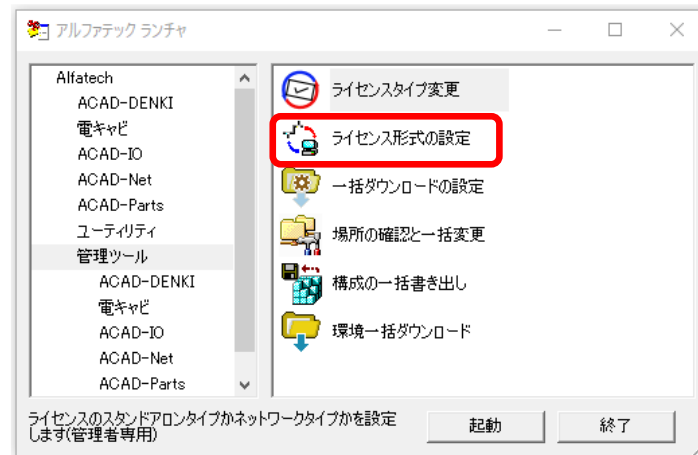 アルファテック ランチャ
Alfatech
ACAD-DENKI
電キャビ
ACAD-IO
ACAD-Net
ACAD-Parts
ユーティリティ
管理ツール
ACAD-DENKI
電キャビ
ACAD-IO
ACAD-Net
ACAD-Parts
ライセンスタイプ変更
ライセンス形式の設定
一括ダウンロードの設定
場所の確認と一括変更
構成の一括書き出し
環境一括ダウンロード
ライセンスのスタンドアロンタイプかネットワークタイプかを設定
します(管理者専用)
起動
終了